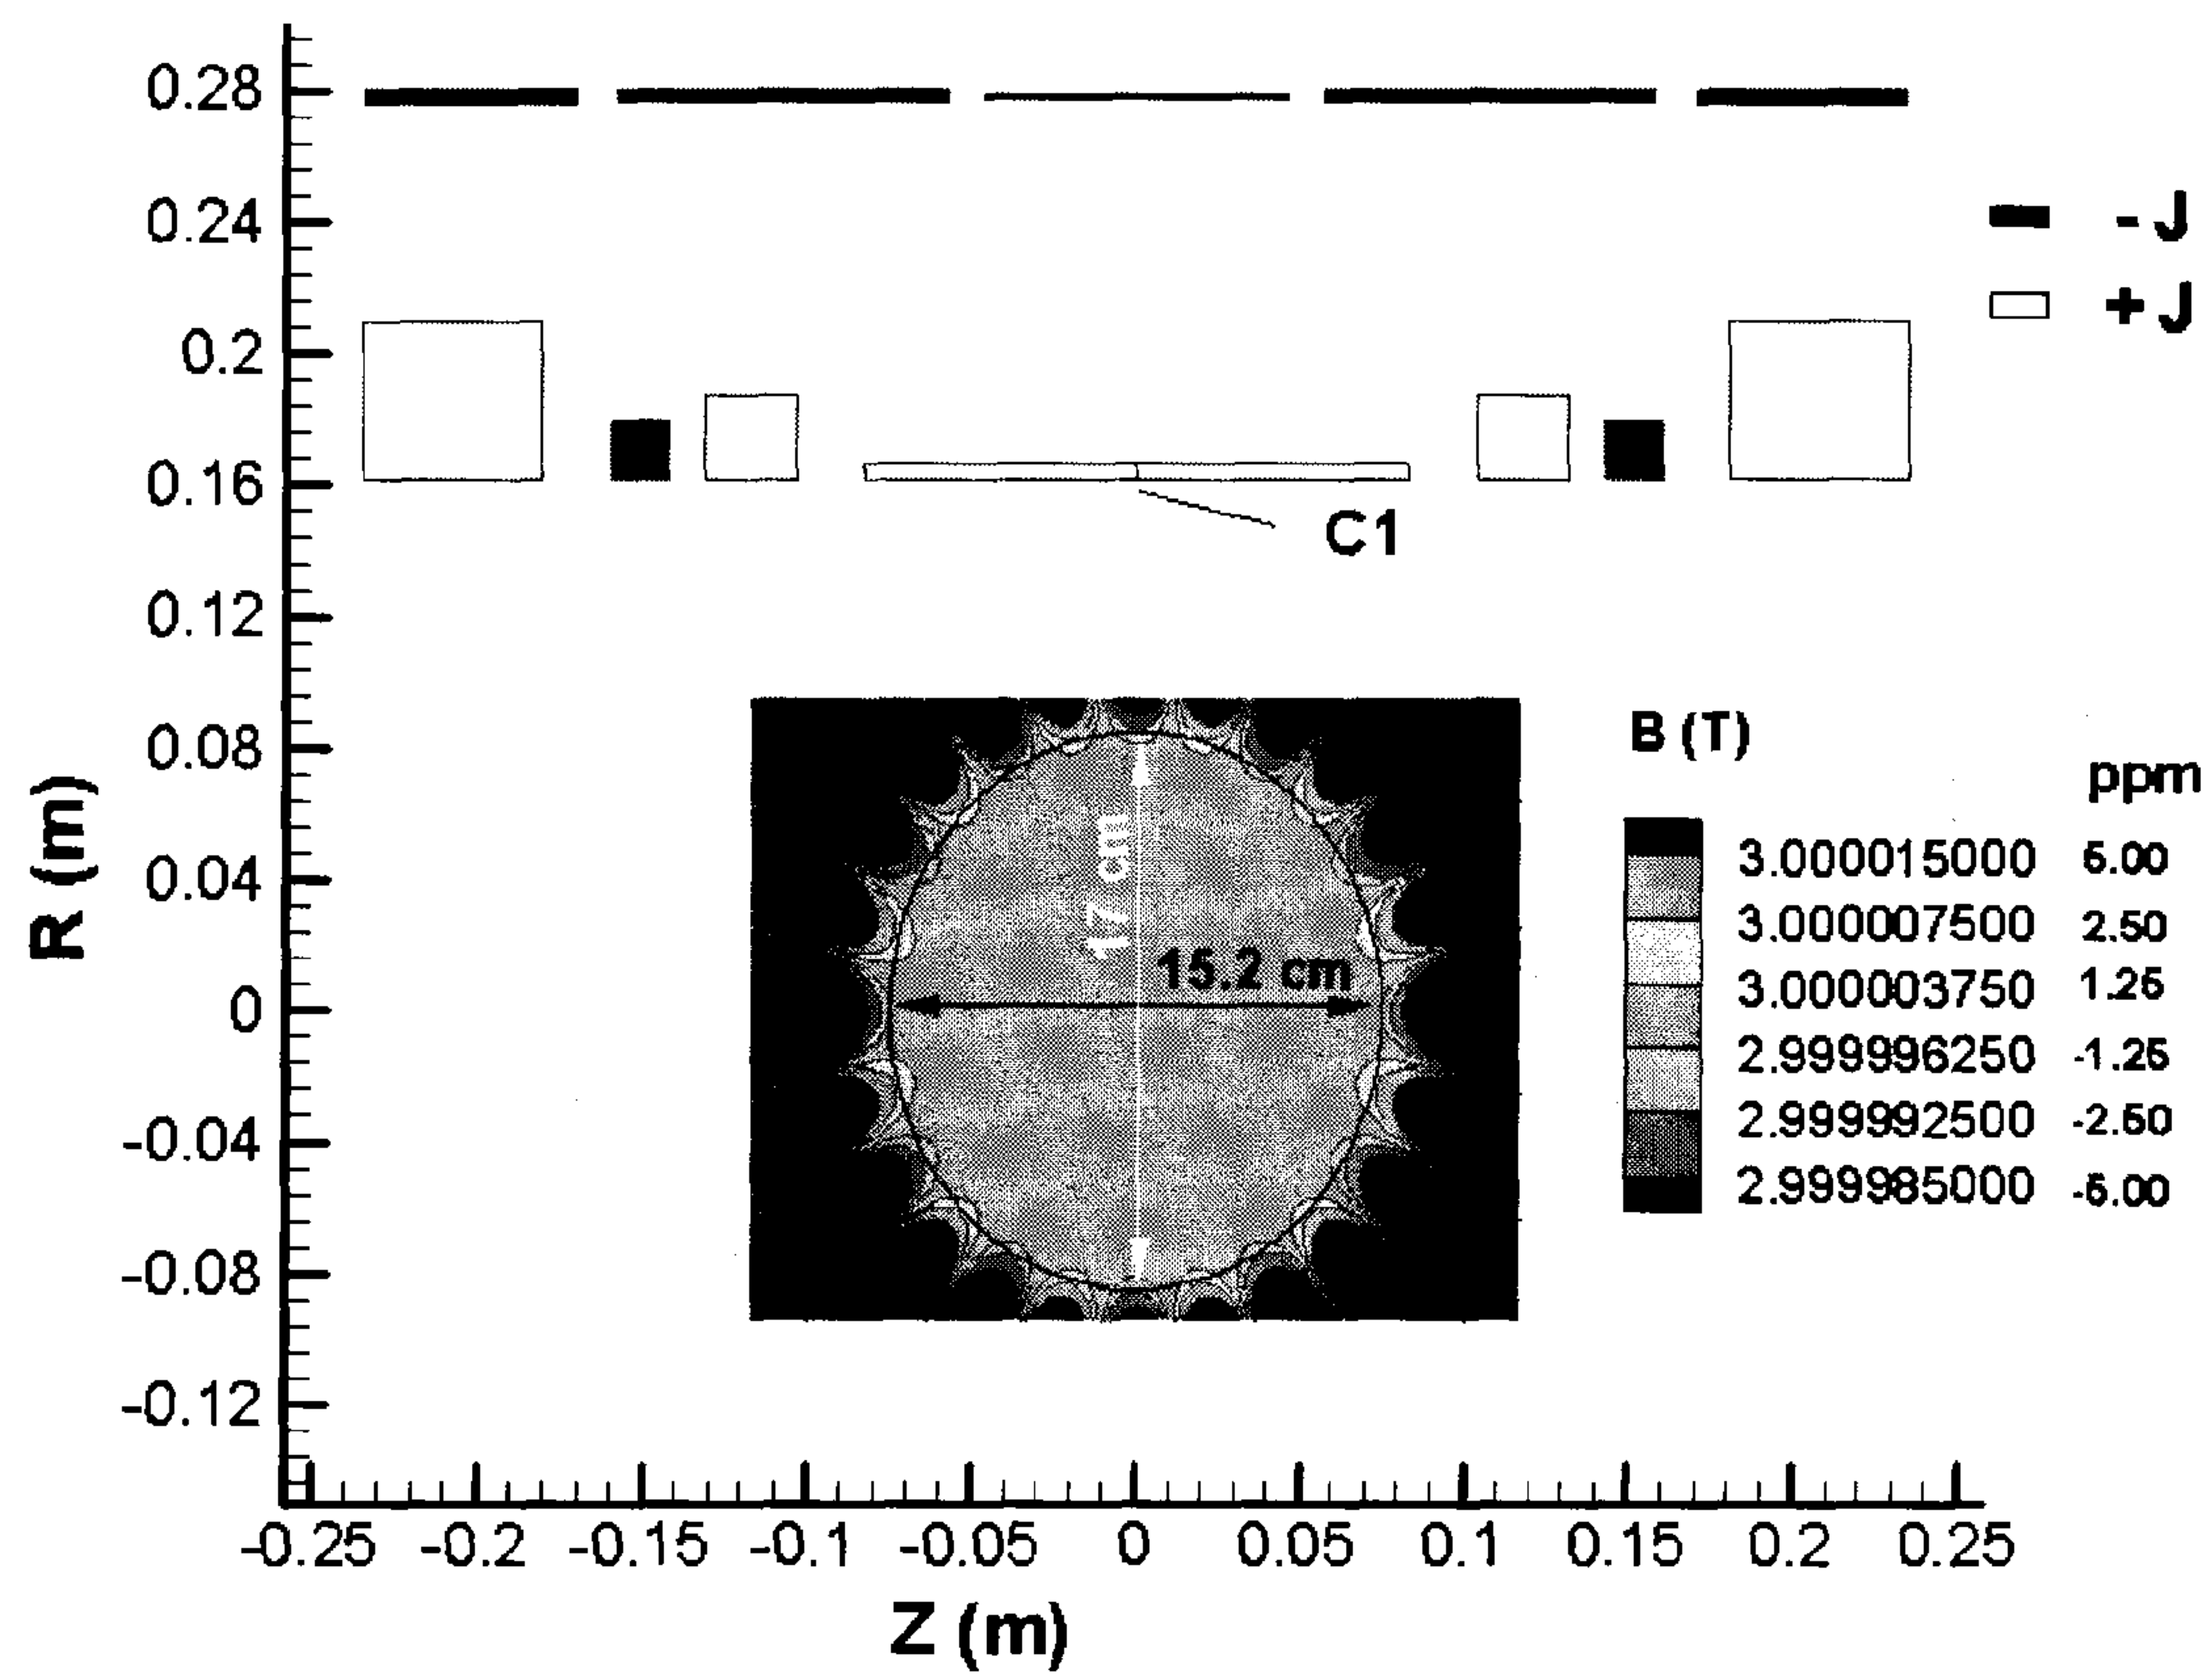 0.28
0.24
0.2
0.16
0.12
0.08
0.04
0
-0.04
-0.08
-0.12
R (m)
-J
+J
C1
17 cm
15.2 cm
B (T)
ppm
3.000015000 5.00
3.000007500 2.50
3.000003750 1.25
2.999996250 -1.25
2.999992500 -2.50
2.999985000 -5.00
-0.25 -0.2 -0.15 -0.1 -0.05 0 0.05 0.1 0.15 0.2 0.25
Z (m)